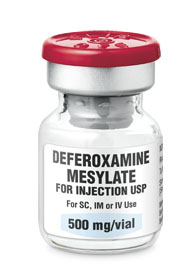 DEFEROXAMINE
MESYLATE
FOR INJECTION USP
For SC, IM or IV Use
500 mg/vial